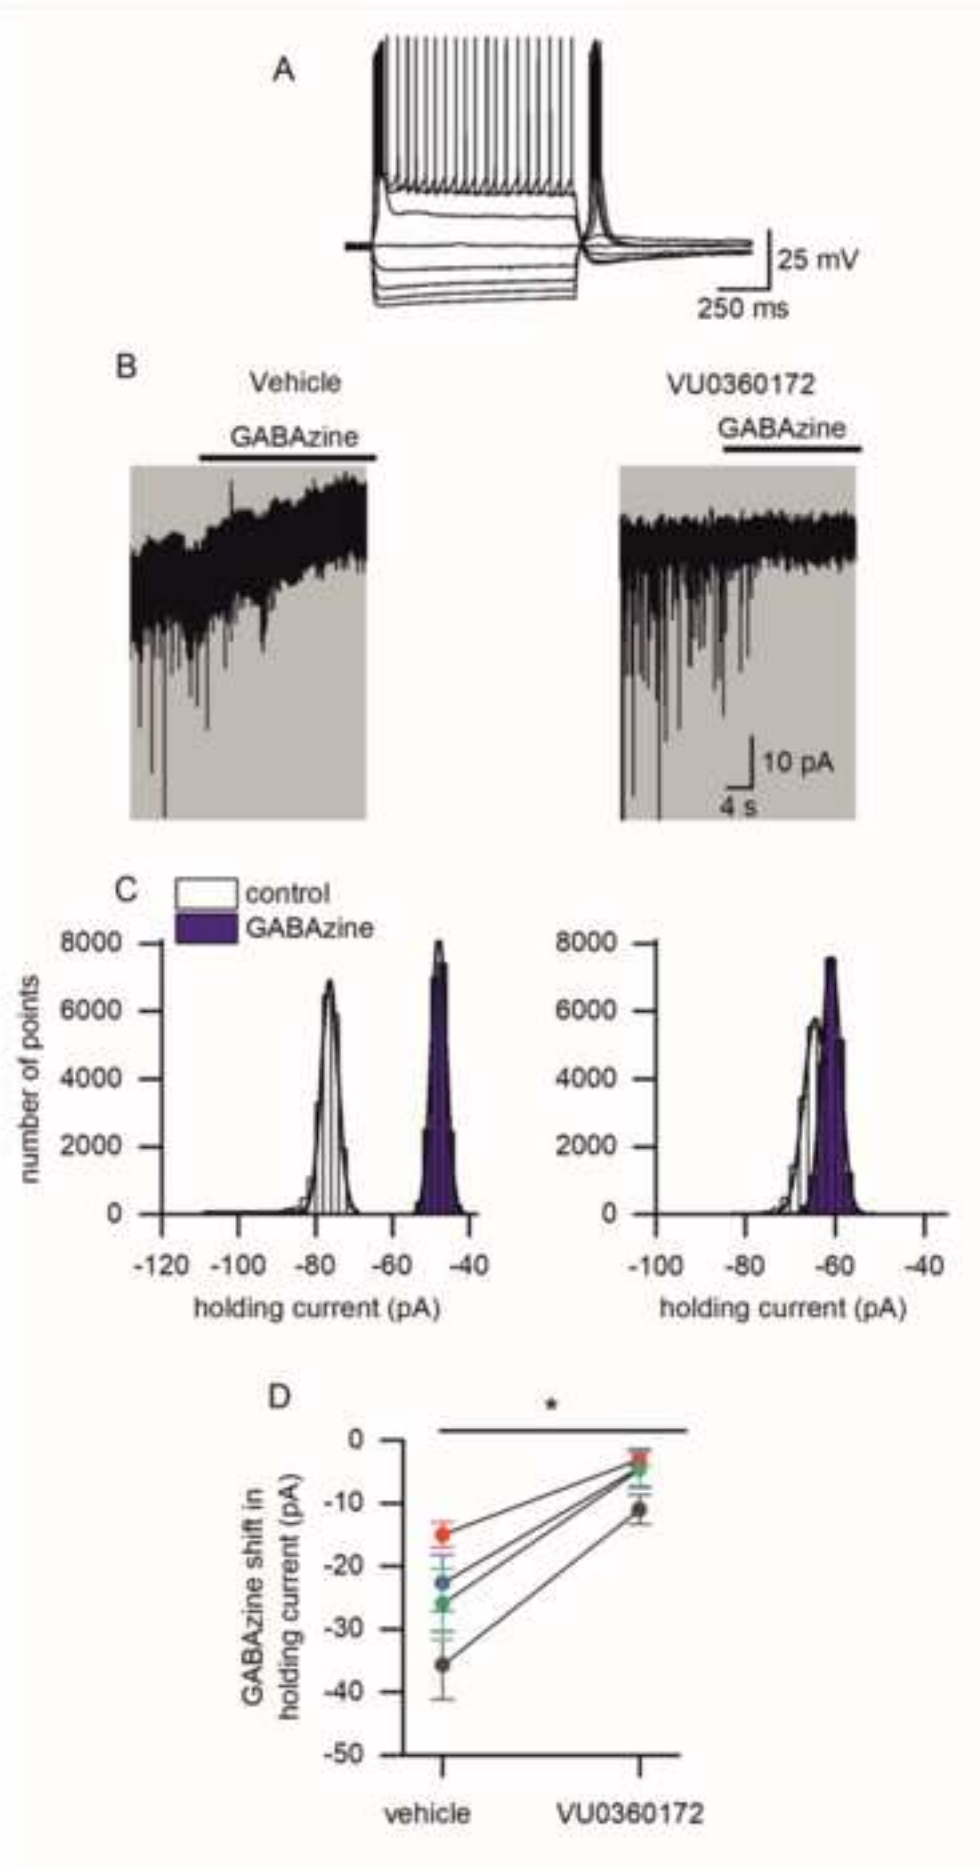 A
25 mV
250 ms
B
Vehicle
VU0360172
GABAzine
GABAzine
10 pA
4 s
C
control
GABAzine
number of points
8000
6000
4000
2000
0
-120 -100 -80 -60 -40
holding current (pA)
8000
6000
4000
2000
0
-100 -80 -60 -40
holding current (pA)
D
*
GABAzine shift in
holding current (pA)
0
-10
-20
-30
-40
-50
vehicle
VU0360172